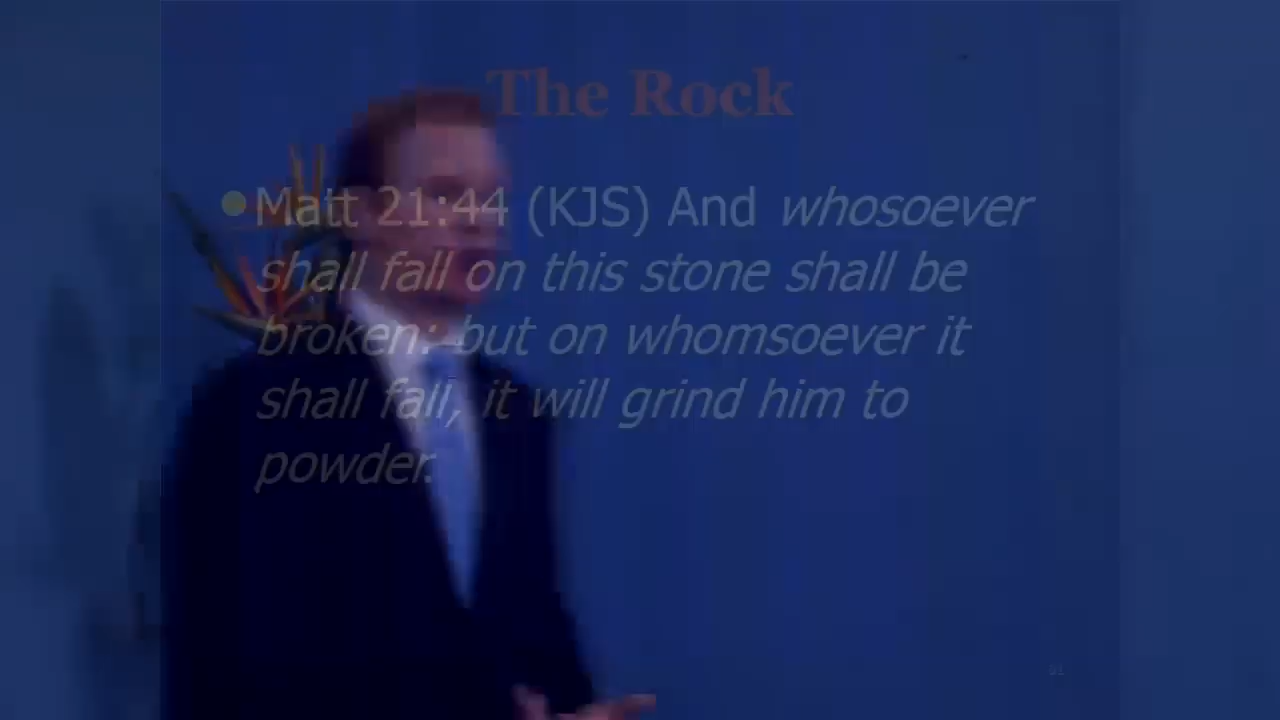 The Rock
Matt 21:44 (KJS) And whosoever
shall fall on this stone shall be
broken: but on whomsoever it
shall fall, it will grind him to
powder.